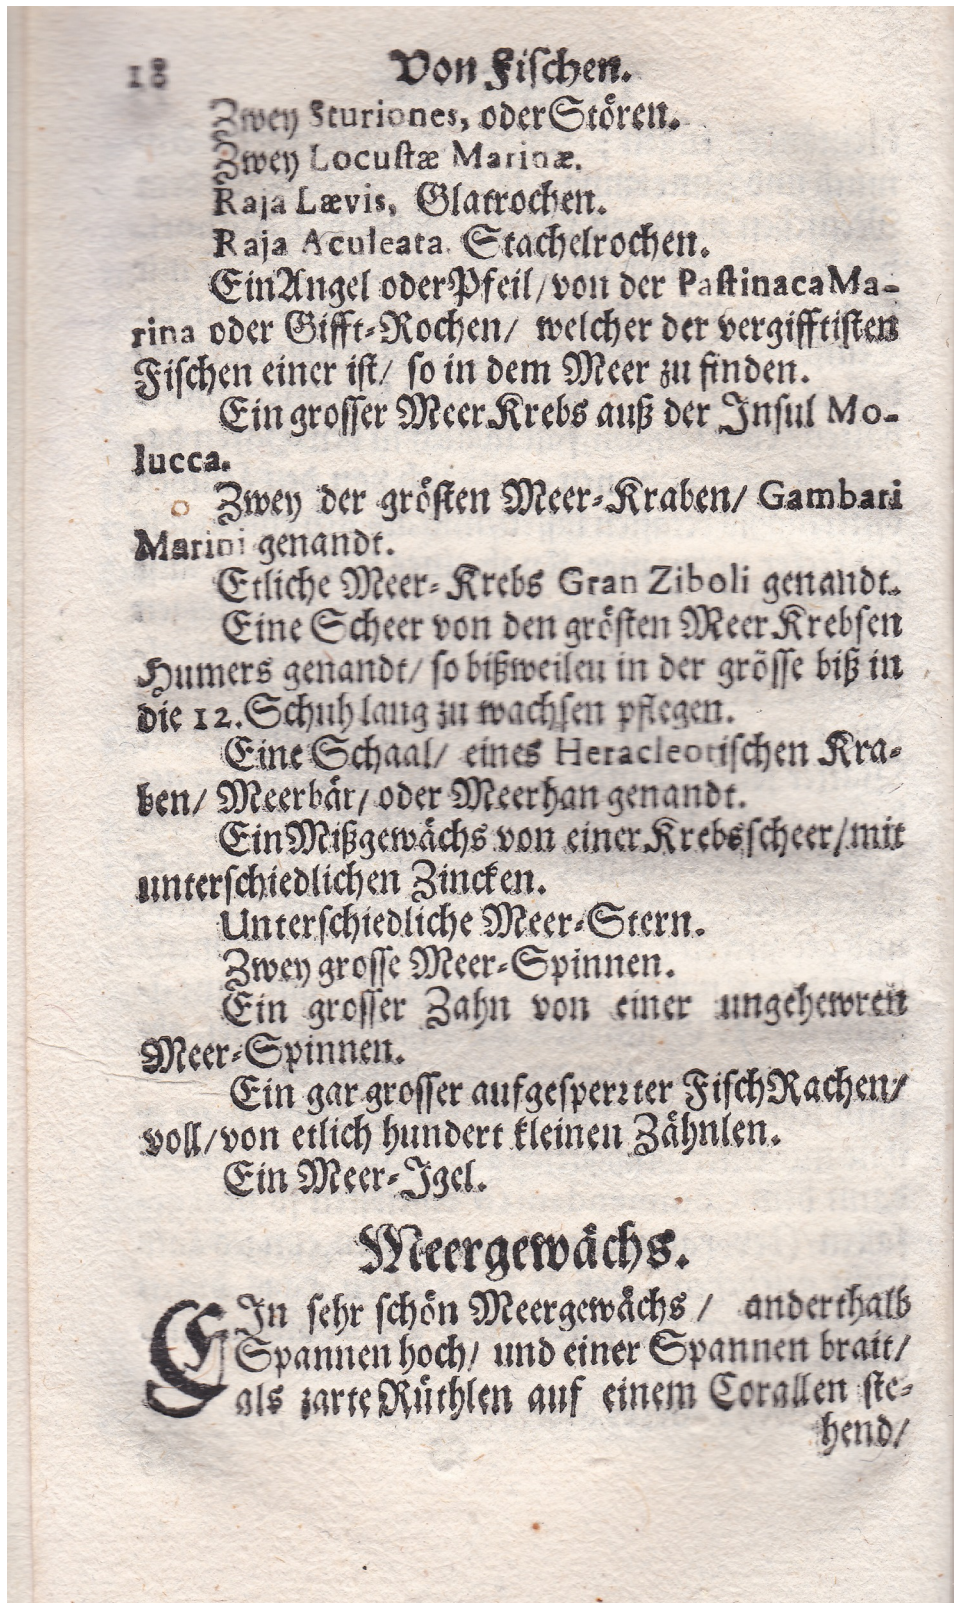 18 Von Fischen.
Zwey Sturiones, oder Stören.
Zwey Locustæ Marinæ.
Raja Lævis, Glatrochen.
Raja Aculeata. Stachelrochen.
Ein Angel oder Pfeil/ von der Pastinaca Ma-
rina oder Gifft-Rochen/ welcher der vergifftisten
Fischen einer ist/ so in dem Meer zu finden.
Ein grosser Meer Krebs auß der Insul Mo-
lucca.
Zwey der grösten Meer-Kraben/ Gambari
Marini genandt.
Etliche Meer-Krebs Gran Ziboli genandt.
Eine Scheer von den grösten Meer Krebsen
Humers genandt/ so bißweilen in der grösse biß in
die 12. Schuh lang zu wachsen pflegen.
Eine Schaal/ eines Heracleotischen Kra-
ben/ Meerbär/ oder Meerhan genandt.
Ein Mißgewächs von einer Krebsscheer/ mit
unterschiedlichen Zincken.
Unterschiedliche Meer-Stern.
Zwey grosse Meer-Spinnen.
Ein grosser Zahn von einer ungehewren
Meer-Spinnen.
Ein gar grosser aufgesperrter Fisch Rachen/
voll/ von etlich hundert kleinen Zähnlen.
Ein Meer-Igel.
Meergewächs.
EIn sehr schön Meergewächs / anderthalb
Spannen hoch/ und einer Spannen brait/
als zarte Rüthlen auf einem Corallen ste-
hend/